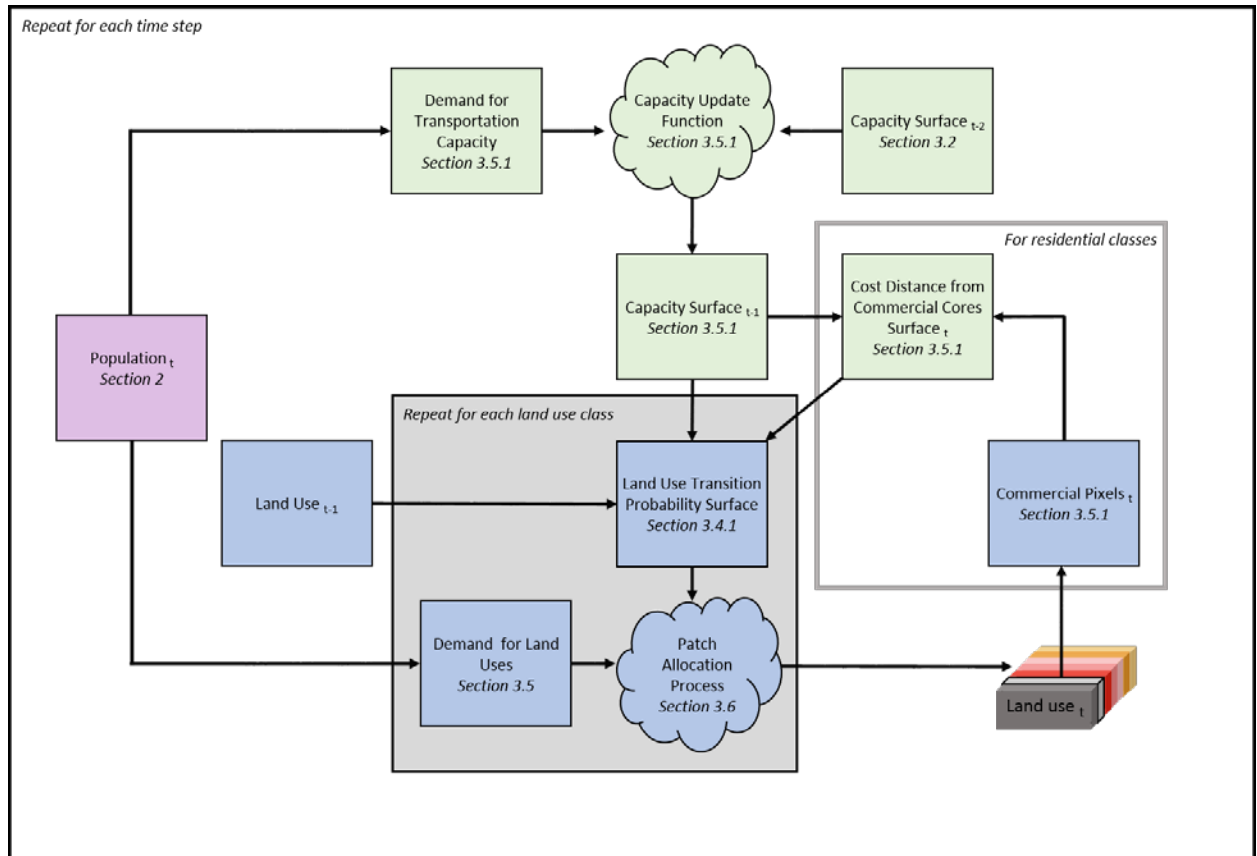 Repeat for each time step
Demand for
Transportation
Capacity
Section 3.5.1
Capacity Update
Function
Section 3.5.1
Capacity Surface t-2
Section 3.2
For residential classes
Capacity Surface t-1
Section 3.5.1
Cost Distance from
Commercial Cores
Surface t
Section 3.5.1
Population t
Section 2
Repeat for each land use class
Land Use t-1
Land Use Transition
Probability Surface
Section 3.4.1
Commercial Pixels t
Section 3.5.1
Demand for Land
Uses
Section 3.5
Patch
Allocation
Process
Section 3.6
Land use t